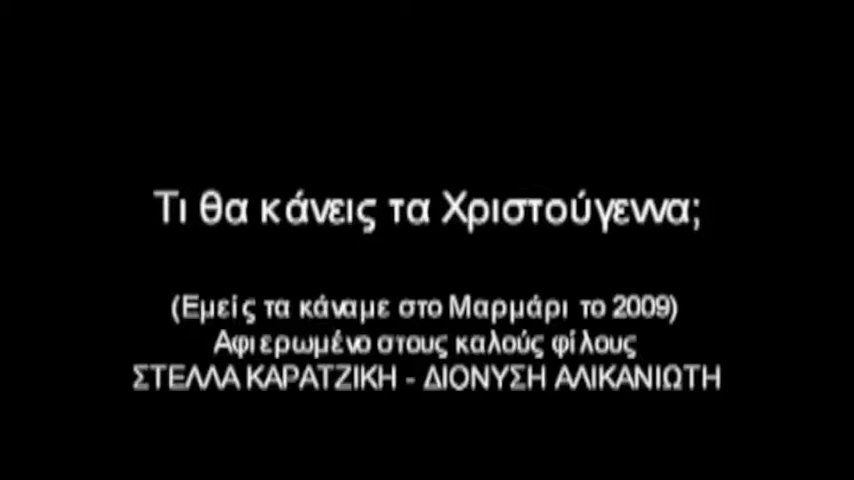 Τι θα κάνεις τα Χριστούγεννα;
(Εμείς τα κάναμε στο Μαρμάρι το 2009)
Αφιερωμένο στους καλούς φίλους
ΣΤΕΛΛΑ ΚΑΡΑΤΖΙΚΗ - ΔΙΟΝΥΣΗ ΑΛΙΚΑΝΙΩΤΗ